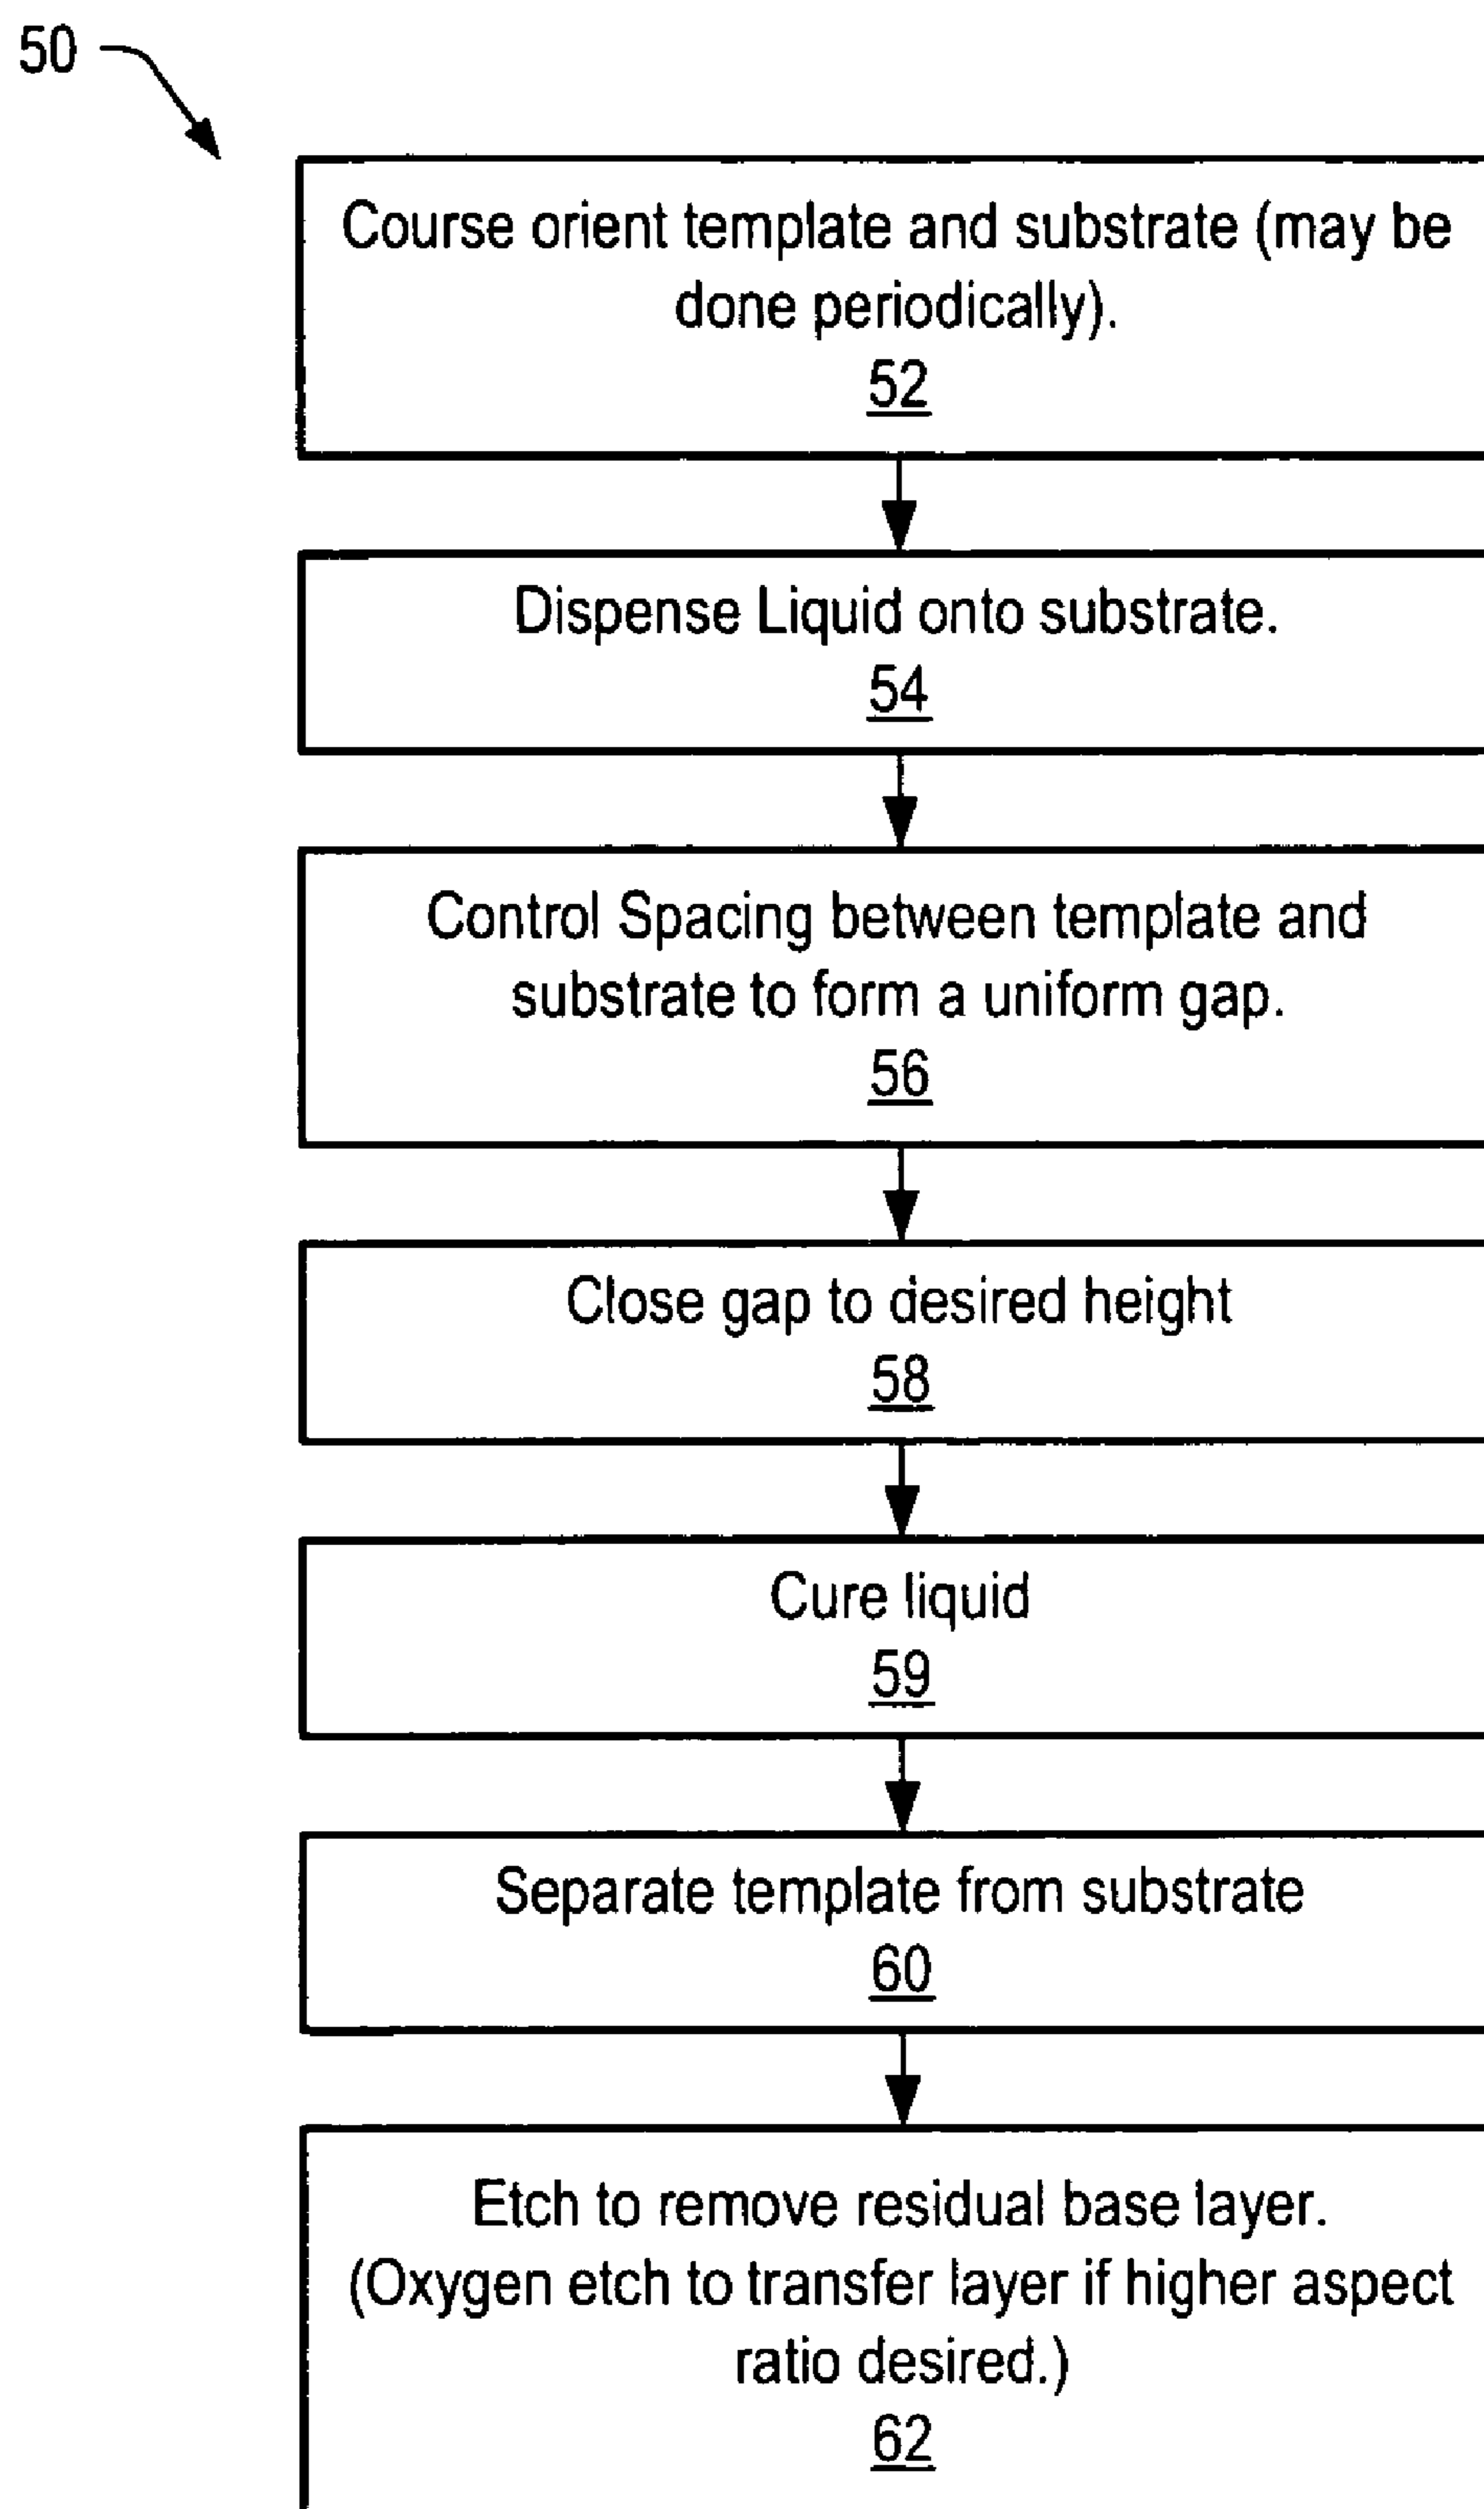 50
Course orient template and substrate (may be
done periodically).
52
Dispense Liquid onto substrate.
54
Control Spacing between template and
substrate to form a uniform gap.
56
Close gap to desired height
58
Cure liquid
59
Separate template from substrate
60
Etch to remove residual base layer.
(Oxygen etch to transfer layer if higher aspect
ratio desired.)
62